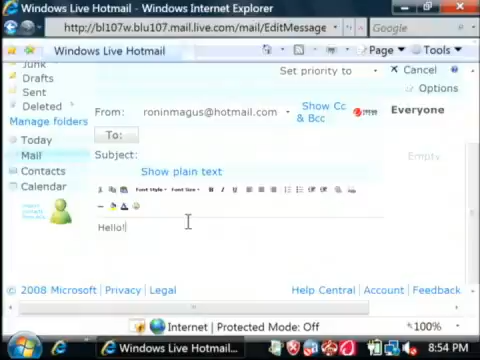 Windows Live Hotmail - Windows Internet Explorer
http://bl107w.blu107.mail.live.com/mail/EditMessage
Windows Live Hotmail
Page
Tools
Junk
Drafts
Sent
Deleted
Manage folders
Today
Mail
Contacts
Calendar
Set priority to
Cancel
Options
From: roninmagus@hotmail.com
Show Cc & Bcc
Everyone
To:
Empty
Subject:
Show plain text
Font Style
Font Size
B I U
Hello!
© 2008 Microsoft | Privacy | Legal
Help Central | Account | Feedback
Internet | Protected Mode: Off
100%
Windows Live Hotmail...
8:54 PM